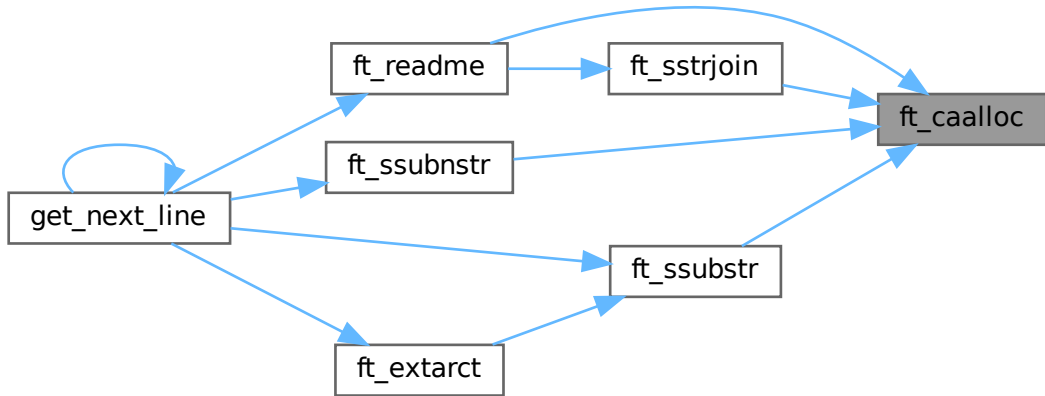 ft_readme
ft_sstrjoin
ft_caalloc
ft_ssubnstr
get_next_line
ft_ssubstr
ft_extarct